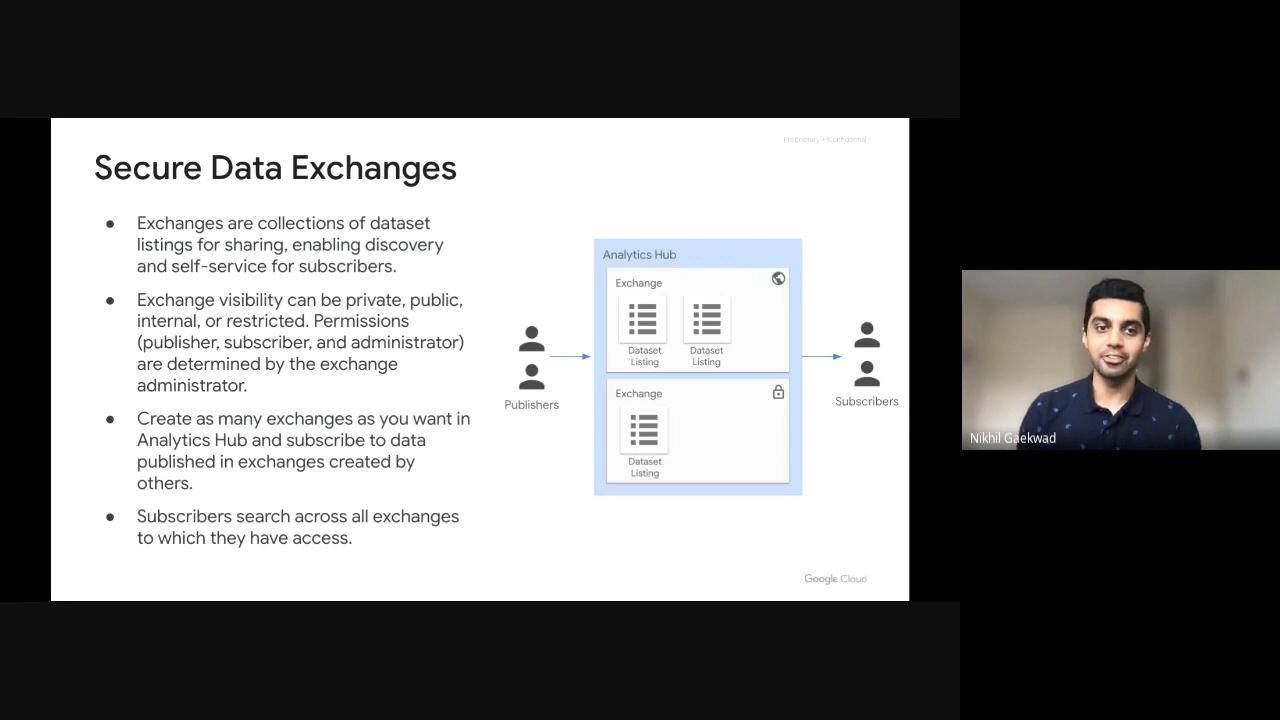 Proprietary + Confidential
Secure Data Exchanges
● Exchanges are collections of dataset
listings for sharing, enabling discovery
and self-service for subscribers.
● Exchange visibility can be private, public,
internal, or restricted. Permissions
(publisher, subscriber, and administrator)
are determined by the exchange
administrator.
● Create as many exchanges as you want in
Analytics Hub and subscribe to data
published in exchanges created by
others.
● Subscribers search across all exchanges
to which they have access.
Publishers
Analytics Hub
Exchange
Dataset
Listing
Dataset
Listing
Exchange
Dataset
Listing
Subscribers
Google Cloud
Nikhil Gaekwad